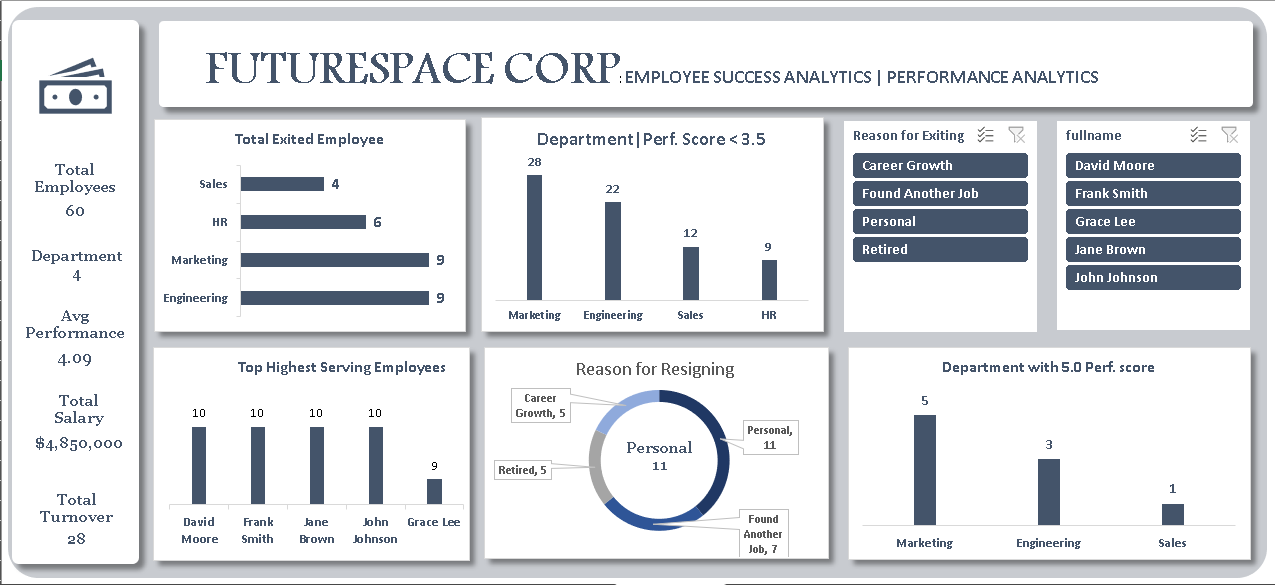 FUTURESPACE CORP: EMPLOYEE SUCCESS ANALYTICS | PERFORMANCE ANALYTICS
Total
Employees
60
Department
4
Avg
Performance
4.09
Total
Salary
$4,850,000
Total
Turnover
28
Total Exited Employee
Sales 4
HR 6
Marketing 9
Engineering 9
Department|Perf. Score < 3.5
28
22
12
9
Marketing Engineering Sales HR
Reason for Exiting
Career Growth
Found Another Job
Personal
Retired
fullname
David Moore
Frank Smith
Grace Lee
Jane Brown
John Johnson
Top Highest Serving Employees
10 10 10 10
9
David Frank Jane John Grace Lee
Moore Smith Brown Johnson
Reason for Resigning
Career
Growth, 5
Personal,
11
Personal
11
Retired, 5
Found
Another
Job, 7
Department with 5.0 Perf. score
5
3
1
Marketing Engineering Sales